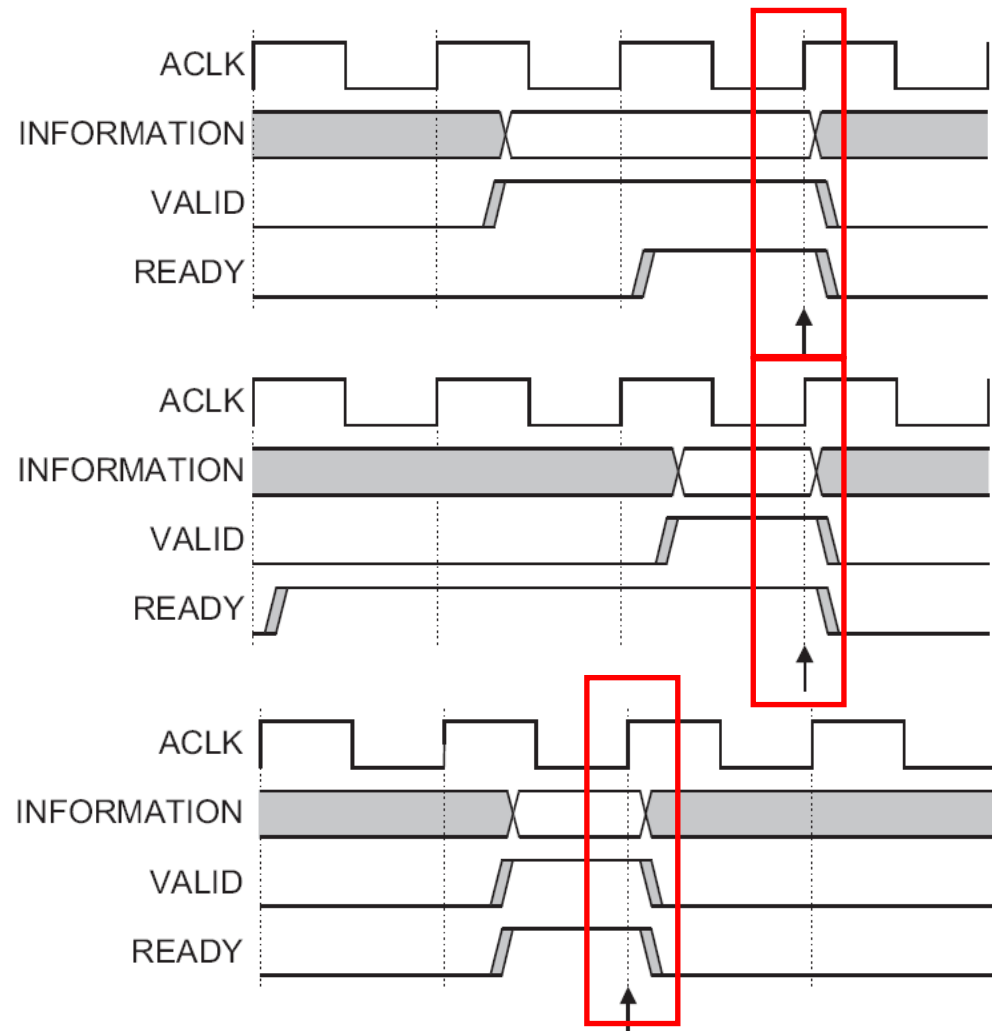 ACLK
INFORMATION
VALID
READY
ACLK
INFORMATION
VALID
READY
ACLK
INFORMATION
VALID
READY